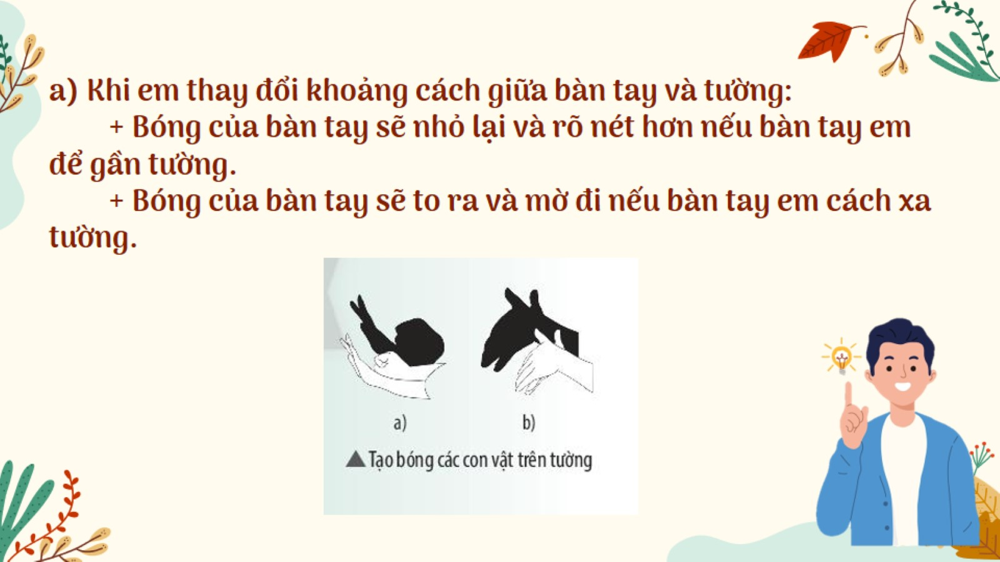 a) Khi em thay đổi khoảng cách giữa bàn tay và tường:
+ Bóng của bàn tay sẽ nhỏ lại và rõ nét hơn nếu bàn tay em
để gần tường.
+ Bóng của bàn tay sẽ to ra và mờ đi nếu bàn tay em cách xa
tường.
a) b)
▲ Tạo bóng các con vật trên tường